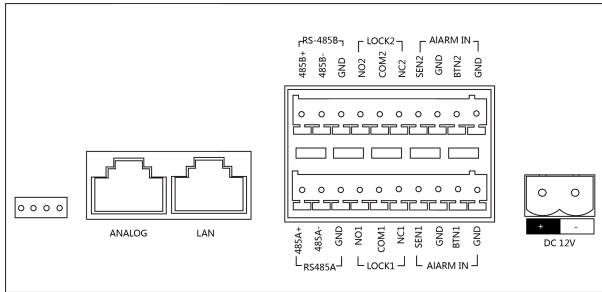 RS-485B LOCK2 AlARM IN
485B+ 485B- GND NO2 COM2 NC2 SEN2 GND BTN2 GND
ANALOG LAN
485A+ 485A- GND NO1 COM1 NC1 SEN1 GND BTN1 GND
RS485A LOCK1 AlARM IN
+ -
DC 12V